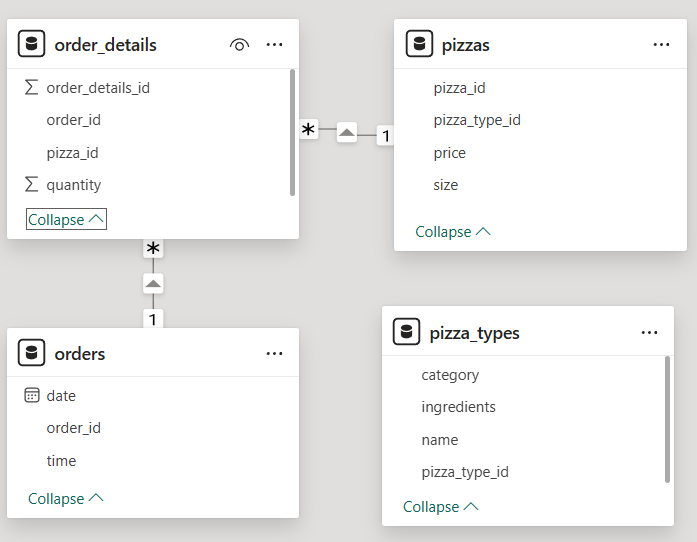 order_details
order_details_id
order_id
pizza_id
quantity
Collapse
pizzas
pizza_id
pizza_type_id
price
size
Collapse
* 1
*
1
orders
date
order_id
time
Collapse
pizza_types
category
ingredients
name
pizza_type_id
Collapse